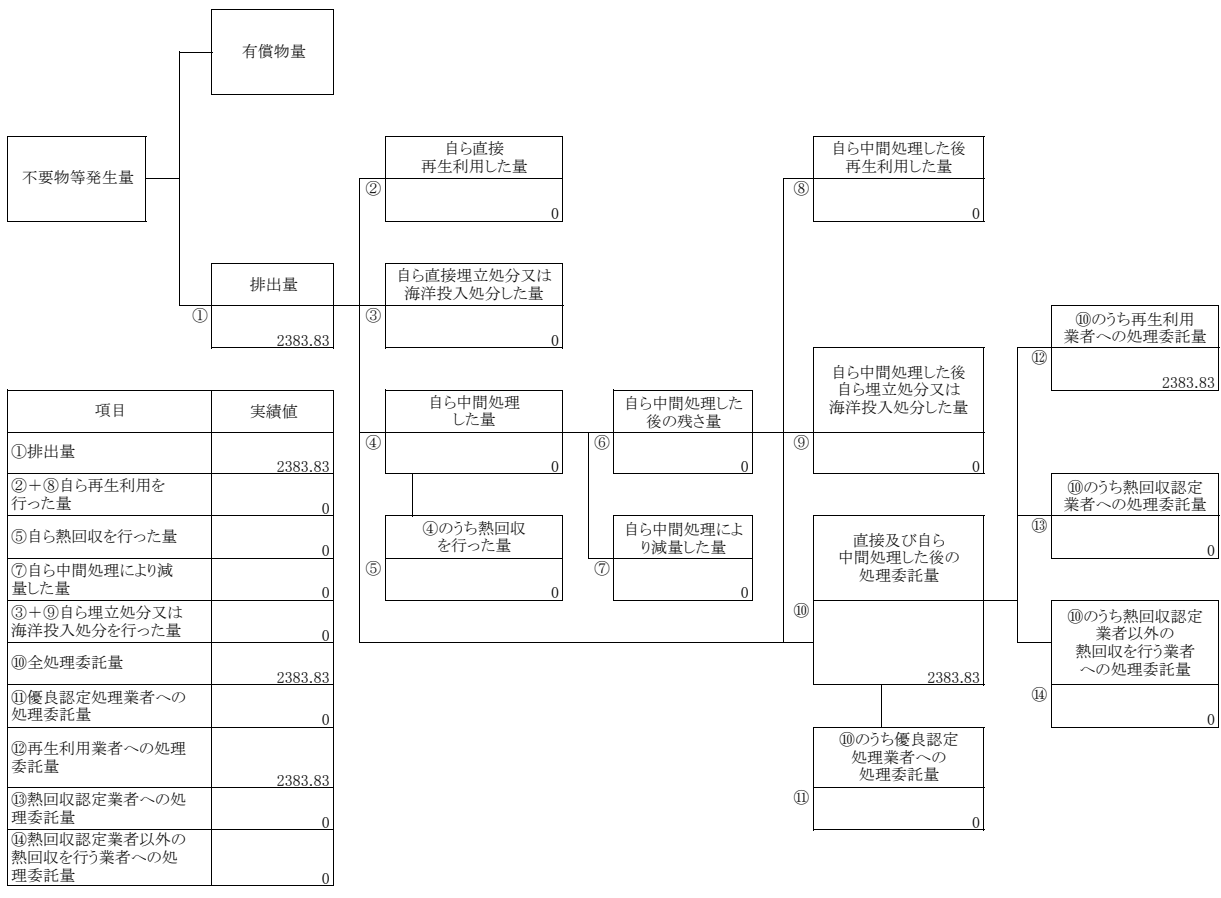 有償物量
不要物等発生量
排出量
①
2383.83
自ら直接
再生利用した量
②
0
自ら直接埋立処分又は
海洋投入処分した量
③
0
自ら中間処理
した量
④
0
④のうち熱回収
を行った量
⑤
0
自ら中間処理した
後の残さ量
⑥
0
自ら中間処理によ
り減量した量
⑦
0
自ら中間処理した後
再生利用した量
⑧
0
自ら中間処理した後
自ら埋立処分又は
海洋投入処分した量
⑨
0
直接及び自ら
中間処理した後の
処理委託量
⑩
2383.83
⑩のうち優良認定
処理業者への
処理委託量
⑪
0
⑩のうち再生利用
業者への処理委託量
⑫
2383.83
⑩のうち熱回収認定
業者への処理委託量
⑬
0
⑩のうち熱回収認定
業者以外の
熱回収を行う業者
への処理委託量
⑭
0
項目 実績値
①排出量
2383.83
②+⑧自ら再生利用を
行った量
0
⑤自ら熱回収を行った量
0
⑦自ら中間処理により減
量した量
0
③+⑨自ら埋立処分又は
海洋投入処分を行った量
0
⑩全処理委託量
2383.83
⑪優良認定処理業者への
処理委託量
0
⑫再生利用業者への処理
委託量
2383.83
⑬熱回収認定業者への処
理委託量
0
⑭熱回収認定業者以外の
熱回収を行う業者への処
理委託量
0